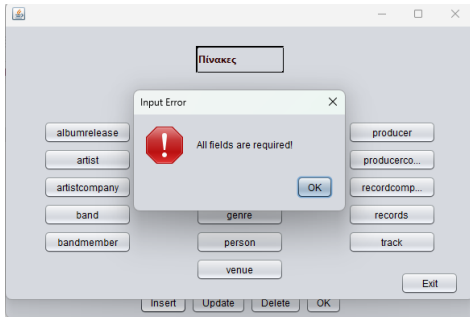 Πίνακες
Input Error
All fields are required!
OK
albumrelease
artist
artistcompany
band
bandmember
genre
person
venue
producer
producerco...
recordcomp...
records
track
Exit
Insert Update Delete OK